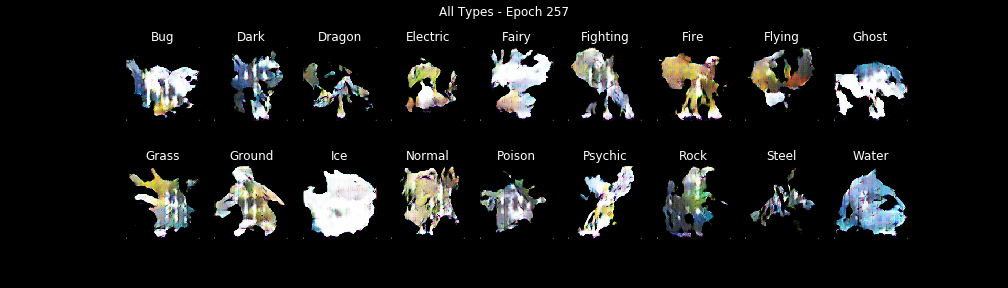 All Types - Epoch 257
Bug Dark Dragon Electric Fairy Fighting Fire Flying Ghost
Grass Ground Ice Normal Poison Psychic Rock Steel Water